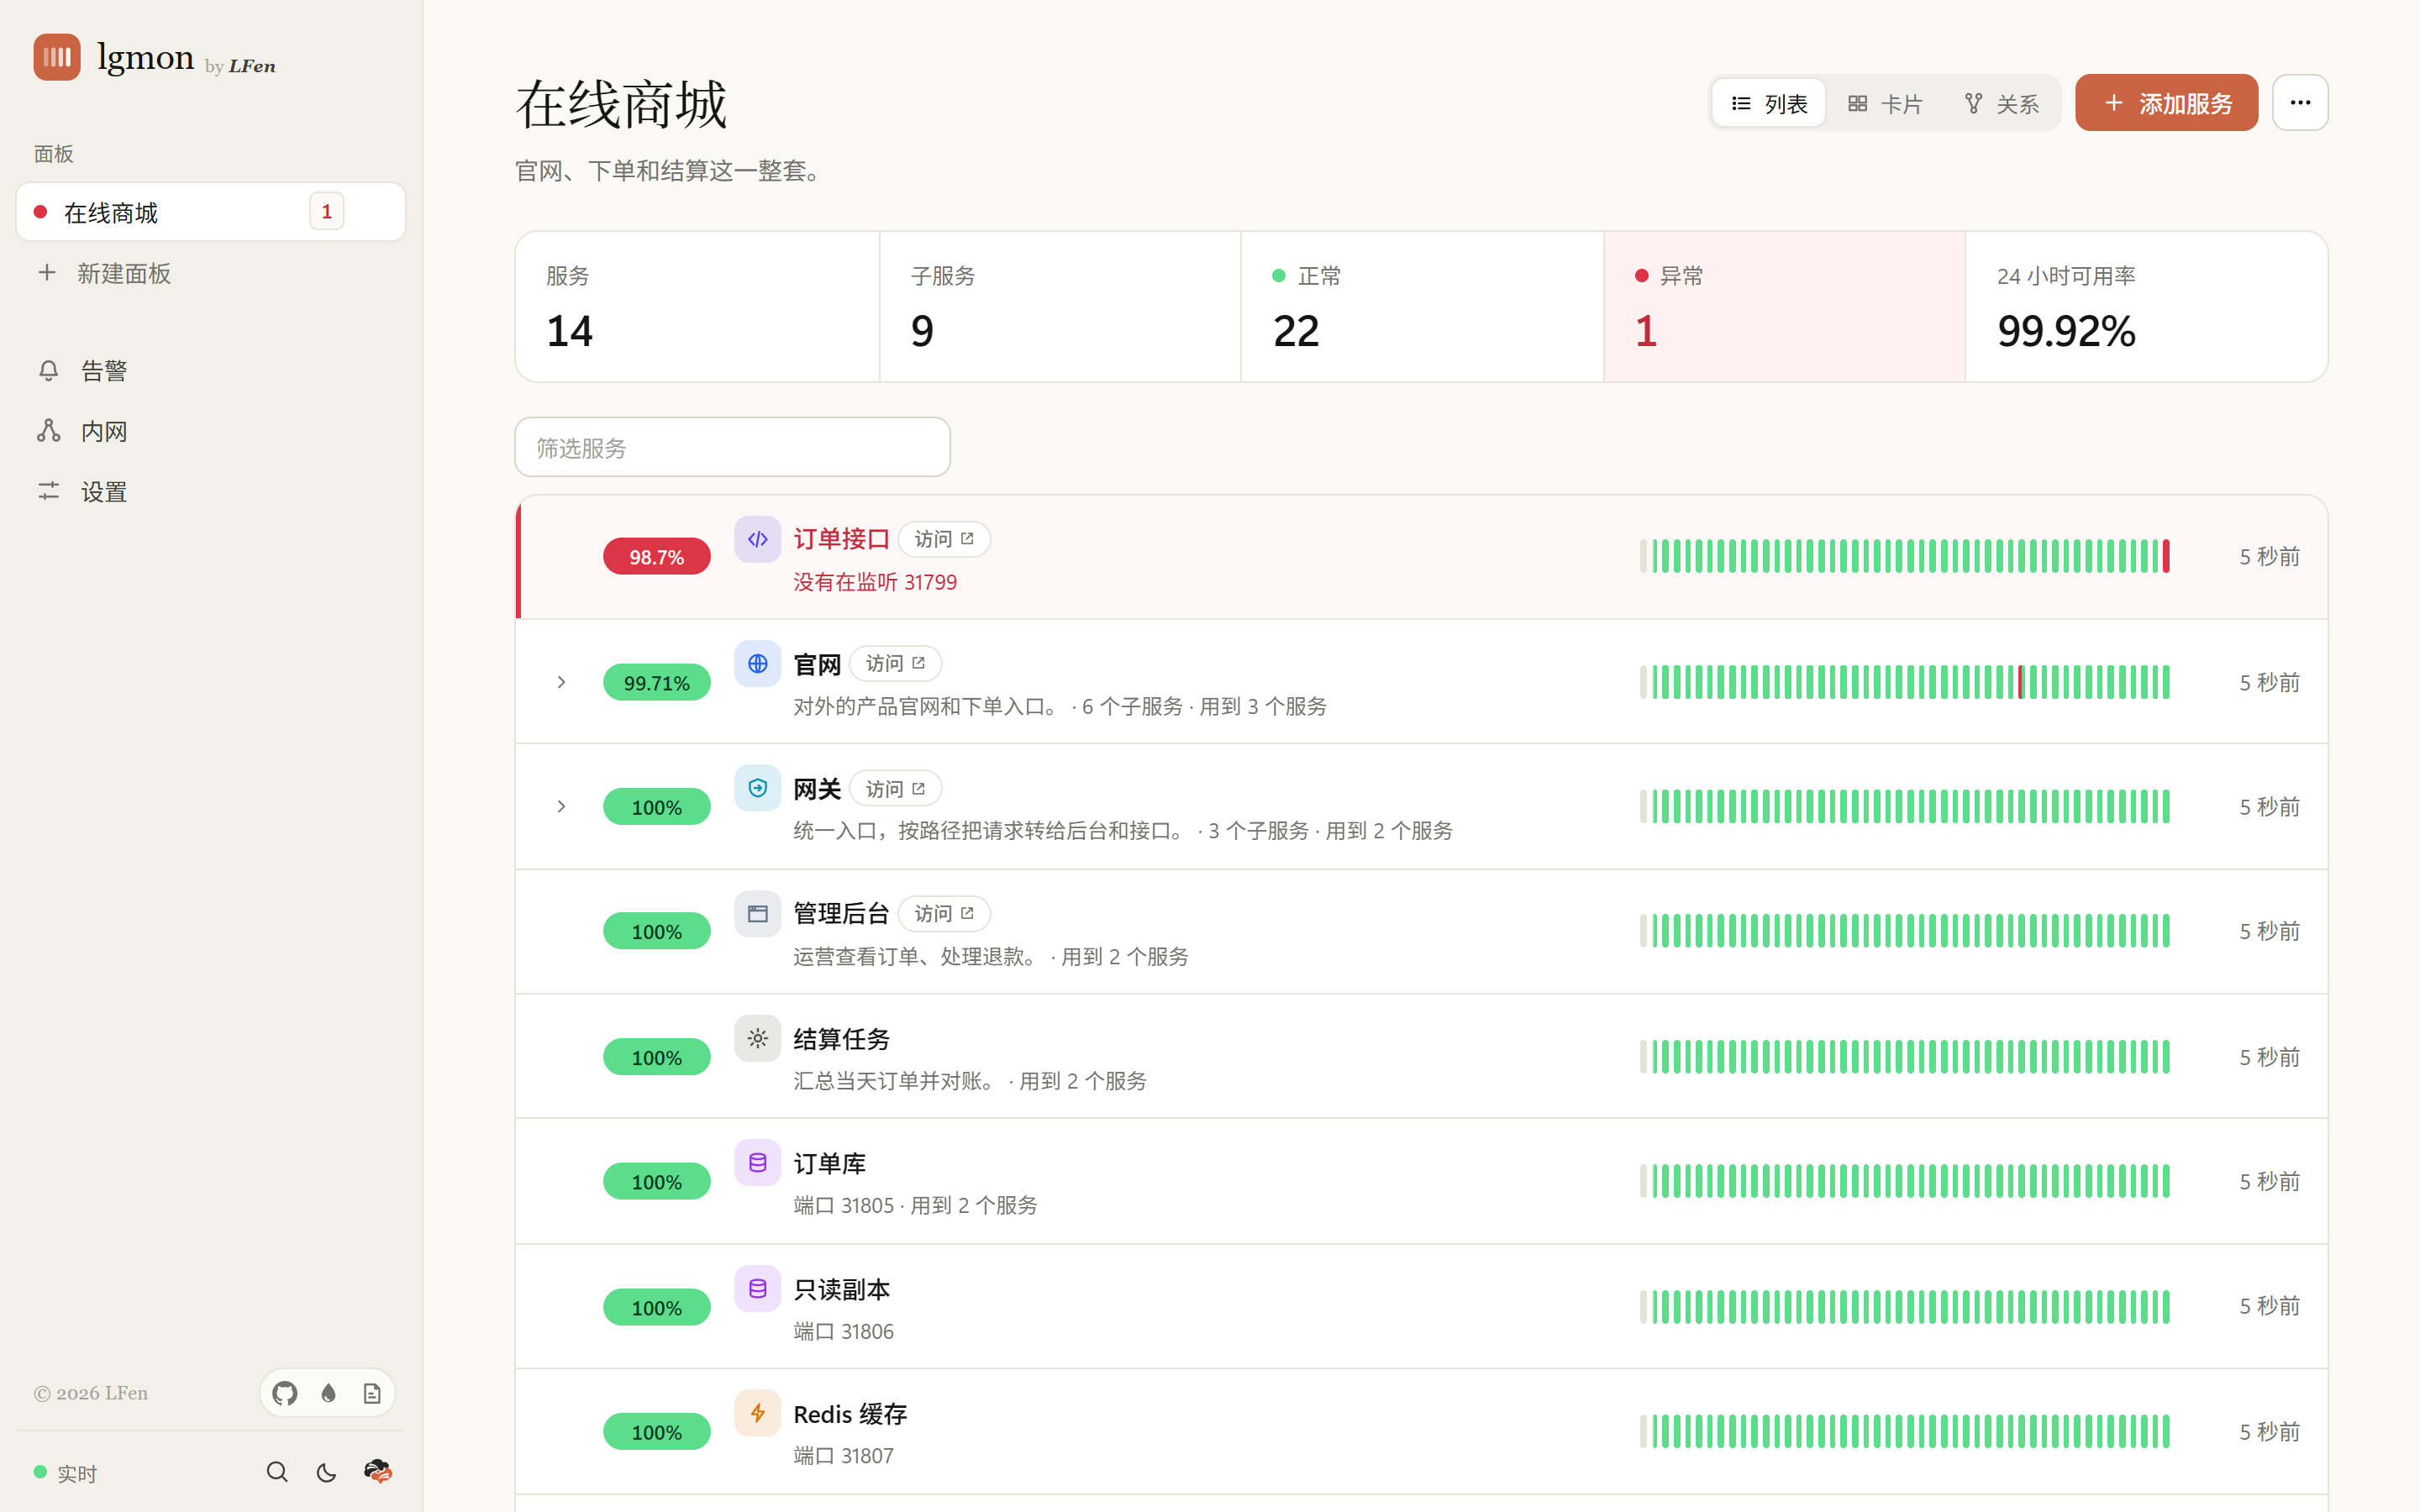 lgmon by LFen
面板
在线商城 1
新建面板
告警
内网
设置
© 2026 LFen
实时
在线商城
官网、下单和结算这一整套。
列表 卡片 关系 添加服务
服务 子服务 正常 异常 24 小时可用率
14 9 22 1 99.92%
筛选服务
98.7% 订单接口 访问 5 秒前
没有在监听 31799
99.71% 官网 访问 5 秒前
对外的产品官网和下单入口。 · 6 个子服务 · 用到 3 个服务
100% 网关 访问 5 秒前
统一入口，按路径把请求转给后台和接口。 · 3 个子服务 · 用到 2 个服务
100% 管理后台 访问 5 秒前
运营查看订单、处理退款。 · 用到 2 个服务
100% 结算任务 5 秒前
汇总当天订单并对账。 · 用到 2 个服务
100% 订单库 5 秒前
端口 31805 · 用到 2 个服务
100% 只读副本 5 秒前
端口 31806
100% Redis 缓存 5 秒前
端口 31807